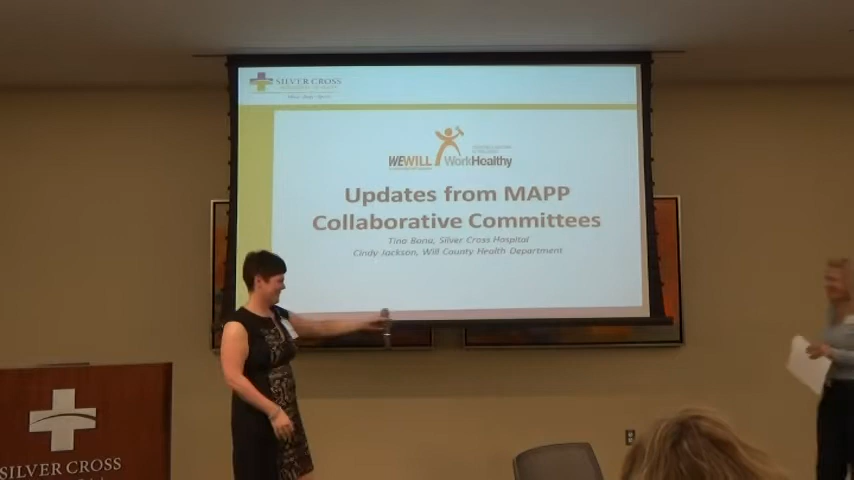 SILVER CROSS
WEWILL WorkHealthy
Updates from MAPP
Collaborative Committees
Tina Bana, Silver Cross Hospital
Cindy Jackson, Will County Health Department
SILVER CROSS